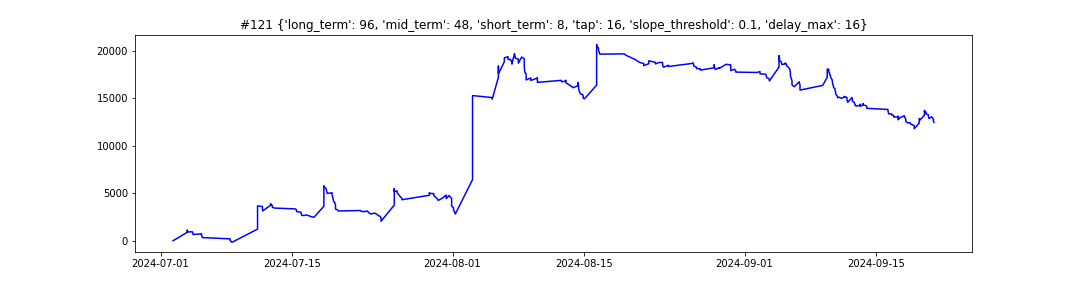 #121 {'long_term': 96, 'mid_term': 48, 'short_term': 8, 'tap': 16, 'slope_threshold': 0.1, 'delay_max': 16}
20000
15000
10000
5000
0
2024-07-01 2024-07-15 2024-08-01 2024-08-15 2024-09-01 2024-09-15